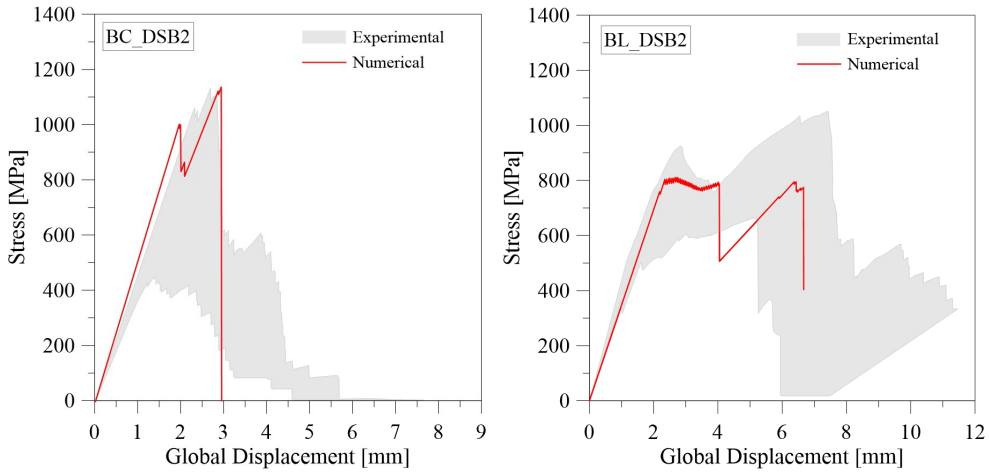 1400
1200
1000
800
600
400
200
0
Stress [MPa]
BC_DSB2
Experimental
Numerical
0 1 2 3 4 5 6 7 8 9
Global Displacement [mm]
1400
1200
1000
800
600
400
200
0
Stress [MPa]
BL_DSB2
Experimental
Numerical
0 2 4 6 8 10 12
Global Displacement [mm]